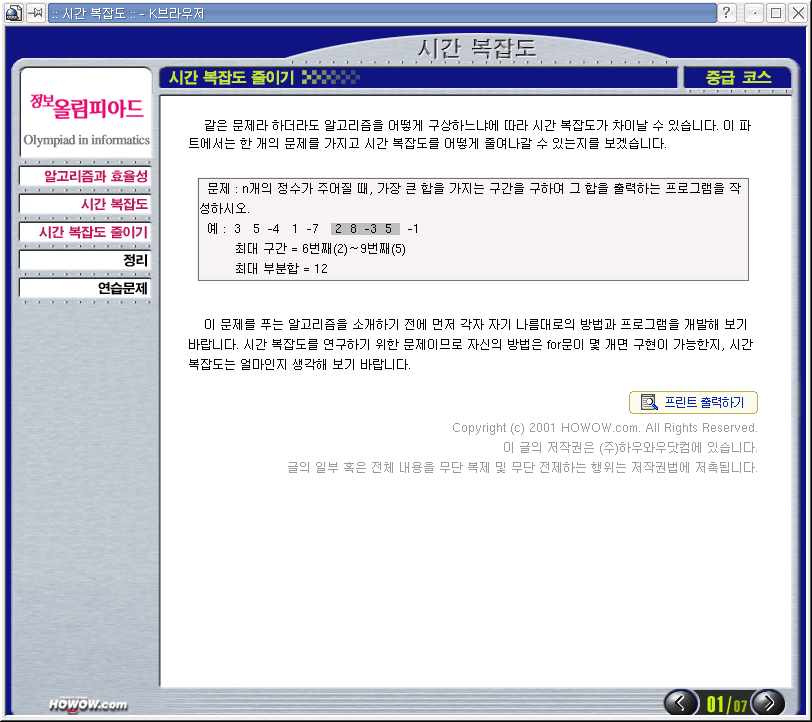 :: 시간 복잡도 :: - K브라우저
시간 복잡도
정보올림피아드
Olympiad in informatics
알고리즘과 효율성
시간 복잡도
시간 복잡도 줄이기
정리
연습문제
시간 복잡도 줄이기
중급 코스
같은 문제라 하더라도 알고리즘을 어떻게 구상하느냐에 따라 시간 복잡도가 차이날 수 있습니다. 이 파
트에서는 한 개의 문제를 가지고 시간 복잡도를 어떻게 줄여나갈 수 있는지를 보겠습니다.
문제 : n개의 정수가 주어질 때, 가장 큰 합을 가지는 구간을 구하여 그 합을 출력하는 프로그램을 작
성하시오.
예 : 3 5 -4 1 -7 2 8 -3 5 -1
최대 구간 = 6번째(2)~9번째(5)
최대 부분합 = 12
이 문제를 푸는 알고리즘을 소개하기 전에 먼저 각자 자기 나름대로의 방법과 프로그램을 개발해 보기
바랍니다. 시간 복잡도를 연구하기 위한 문제이므로 자신의 방법은 for문이 몇 개면 구현이 가능한지, 시간
복잡도는 얼마인지 생각해 보기 바랍니다.
프린트 출력하기
Copyright (c) 2001 HOWOW.com. All Rights Reserved.
이 글의 저작권은 (주)하우와우닷컴에 있습니다.
글의 일부 혹은 전체 내용을 무단 복제 및 무단 전제하는 행위는 저작권법에 저촉됩니다.
HOWOW.com
01/07